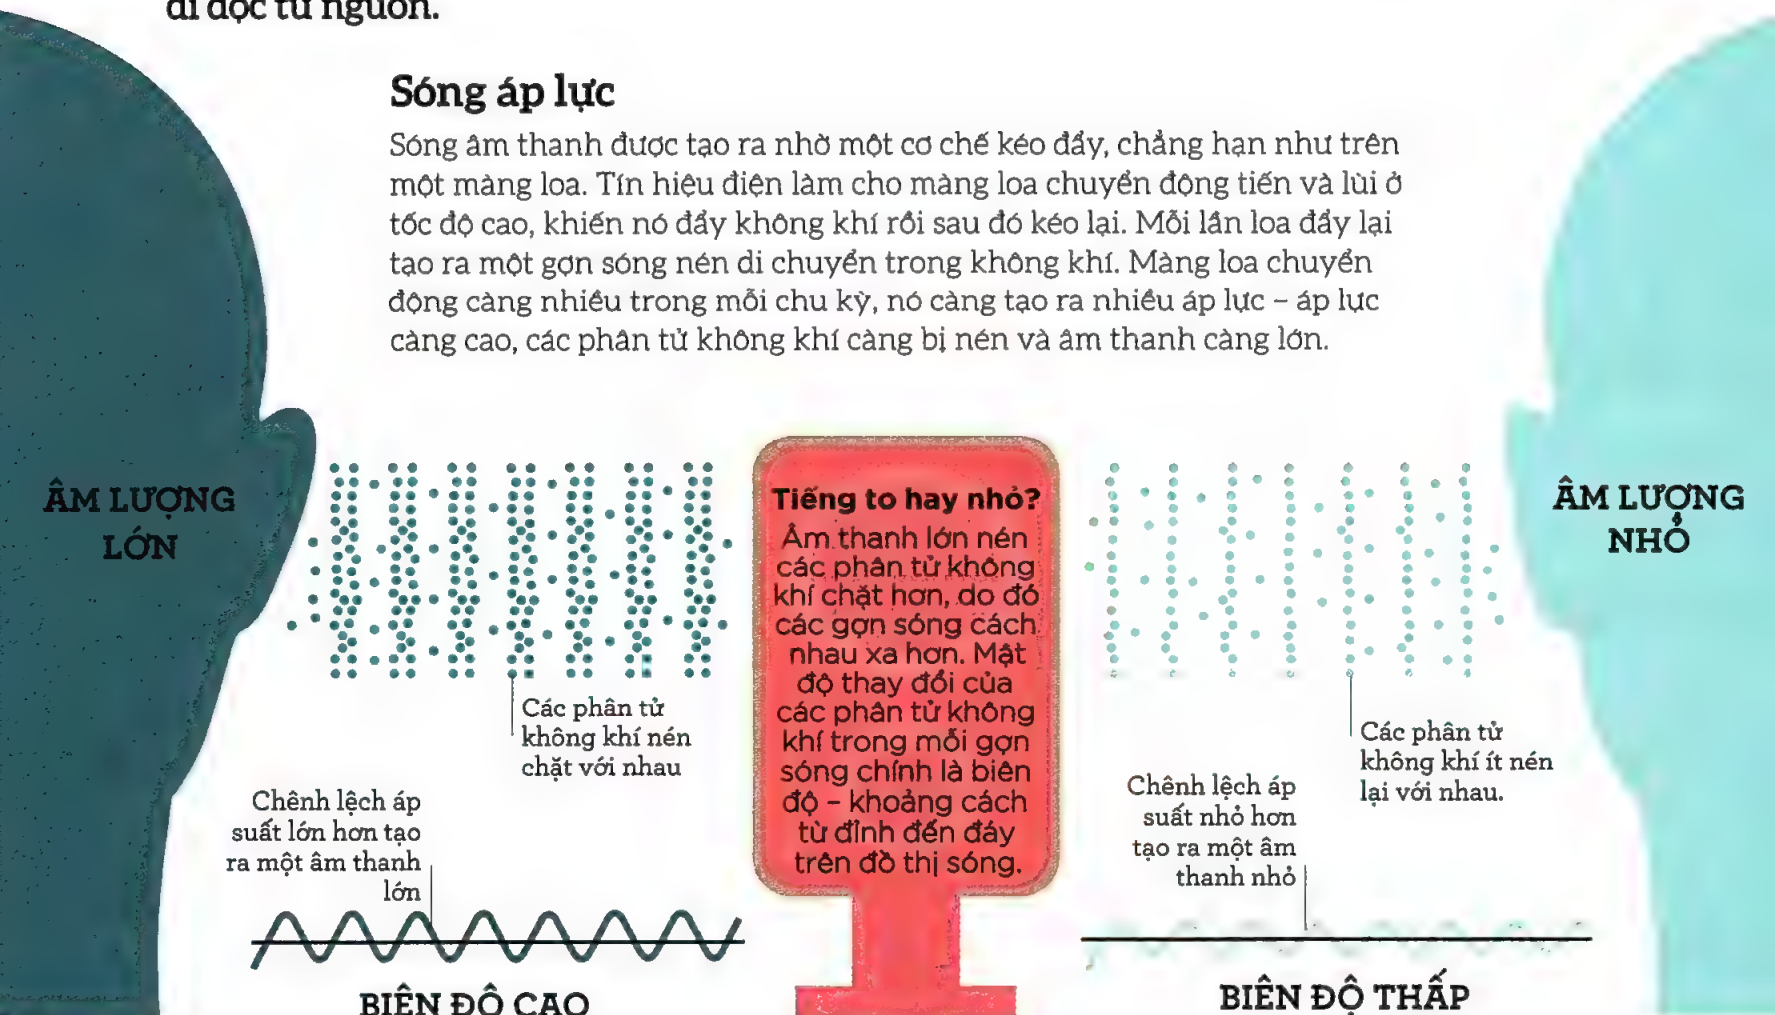 đi dọc từ nguồn.
Sóng áp lực
Sóng âm thanh được tạo ra nhờ một cơ chế kéo đẩy, chẳng hạn như trên
một màng loa. Tín hiệu điện làm cho màng loa chuyển động tiến và lùi ở
tốc độ cao, khiến nó đẩy không khí rồi sau đó kéo lại. Mỗi lần loa đẩy lại
tạo ra một gợn sóng nén di chuyển trong không khí. Màng loa chuyển
động càng nhiều trong mỗi chu kỳ, nó càng tạo ra nhiều áp lực – áp lực
càng cao, các phân tử không khí càng bị nén và âm thanh càng lớn.
ÂM LƯỢNG
LỚN
Tiếng to hay nhỏ?
Âm thanh lớn nén
các phân tử không
khí chặt hơn, do đó
các gợn sóng cách
nhau xa hơn. Mật
độ thay đổi của
các phân tử không
khí trong mỗi gợn
sóng chính là biên
độ – khoảng cách
từ đỉnh đến đáy
trên đồ thị sóng.
ÂM LƯỢNG
NHỎ
Các phân tử
không khí nén
chặt với nhau
Các phân tử
không khí ít nén
lại với nhau.
Chênh lệch áp
suất lớn hơn tạo
ra một âm thanh
lớn
Chênh lệch áp
suất nhỏ hơn
tạo ra một âm
thanh nhỏ
BIÊN ĐỘ CAO
BIÊN ĐỘ THẤP